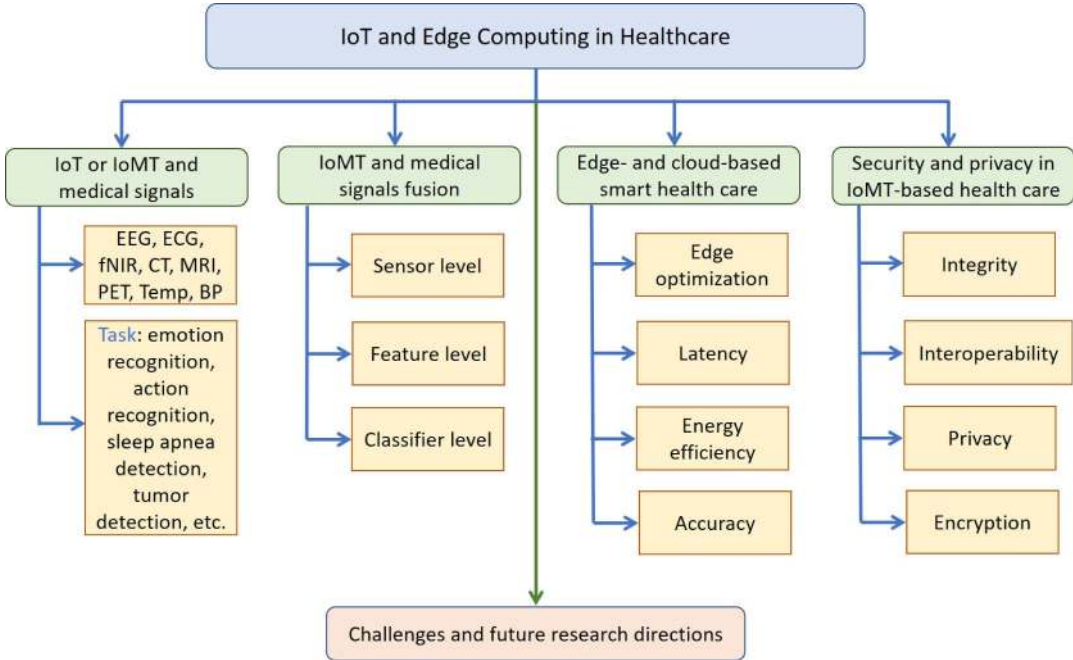 IoT and Edge Computing in Healthcare
IoT or IoMT and
medical signals
EEG, ECG,
fNIR, CT, MRI,
PET, Temp, BP
Task: emotion
recognition,
action
recognition,
sleep apnea
detection,
tumor
detection, etc.
IoMT and medical
signals fusion
Sensor level
Feature level
Classifier level
Edge- and cloud-based
smart health care
Edge
optimization
Latency
Energy
efficiency
Accuracy
Security and privacy in
IoMT-based health care
Integrity
Interoperability
Privacy
Encryption
Challenges and future research directions